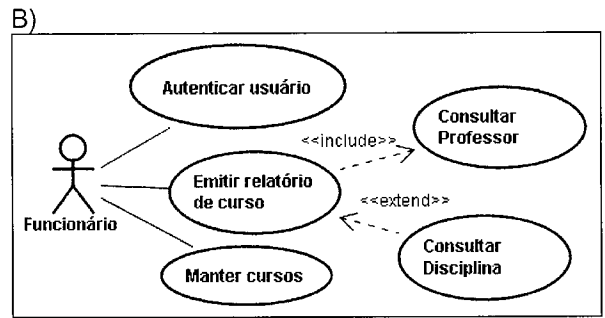 B)
Autenticar usuário
Consultar
Professor
<<include>>
Emitir relatório
de curso
<<extend>>
Funcionário
Consultar
Disciplina
Manter cursos